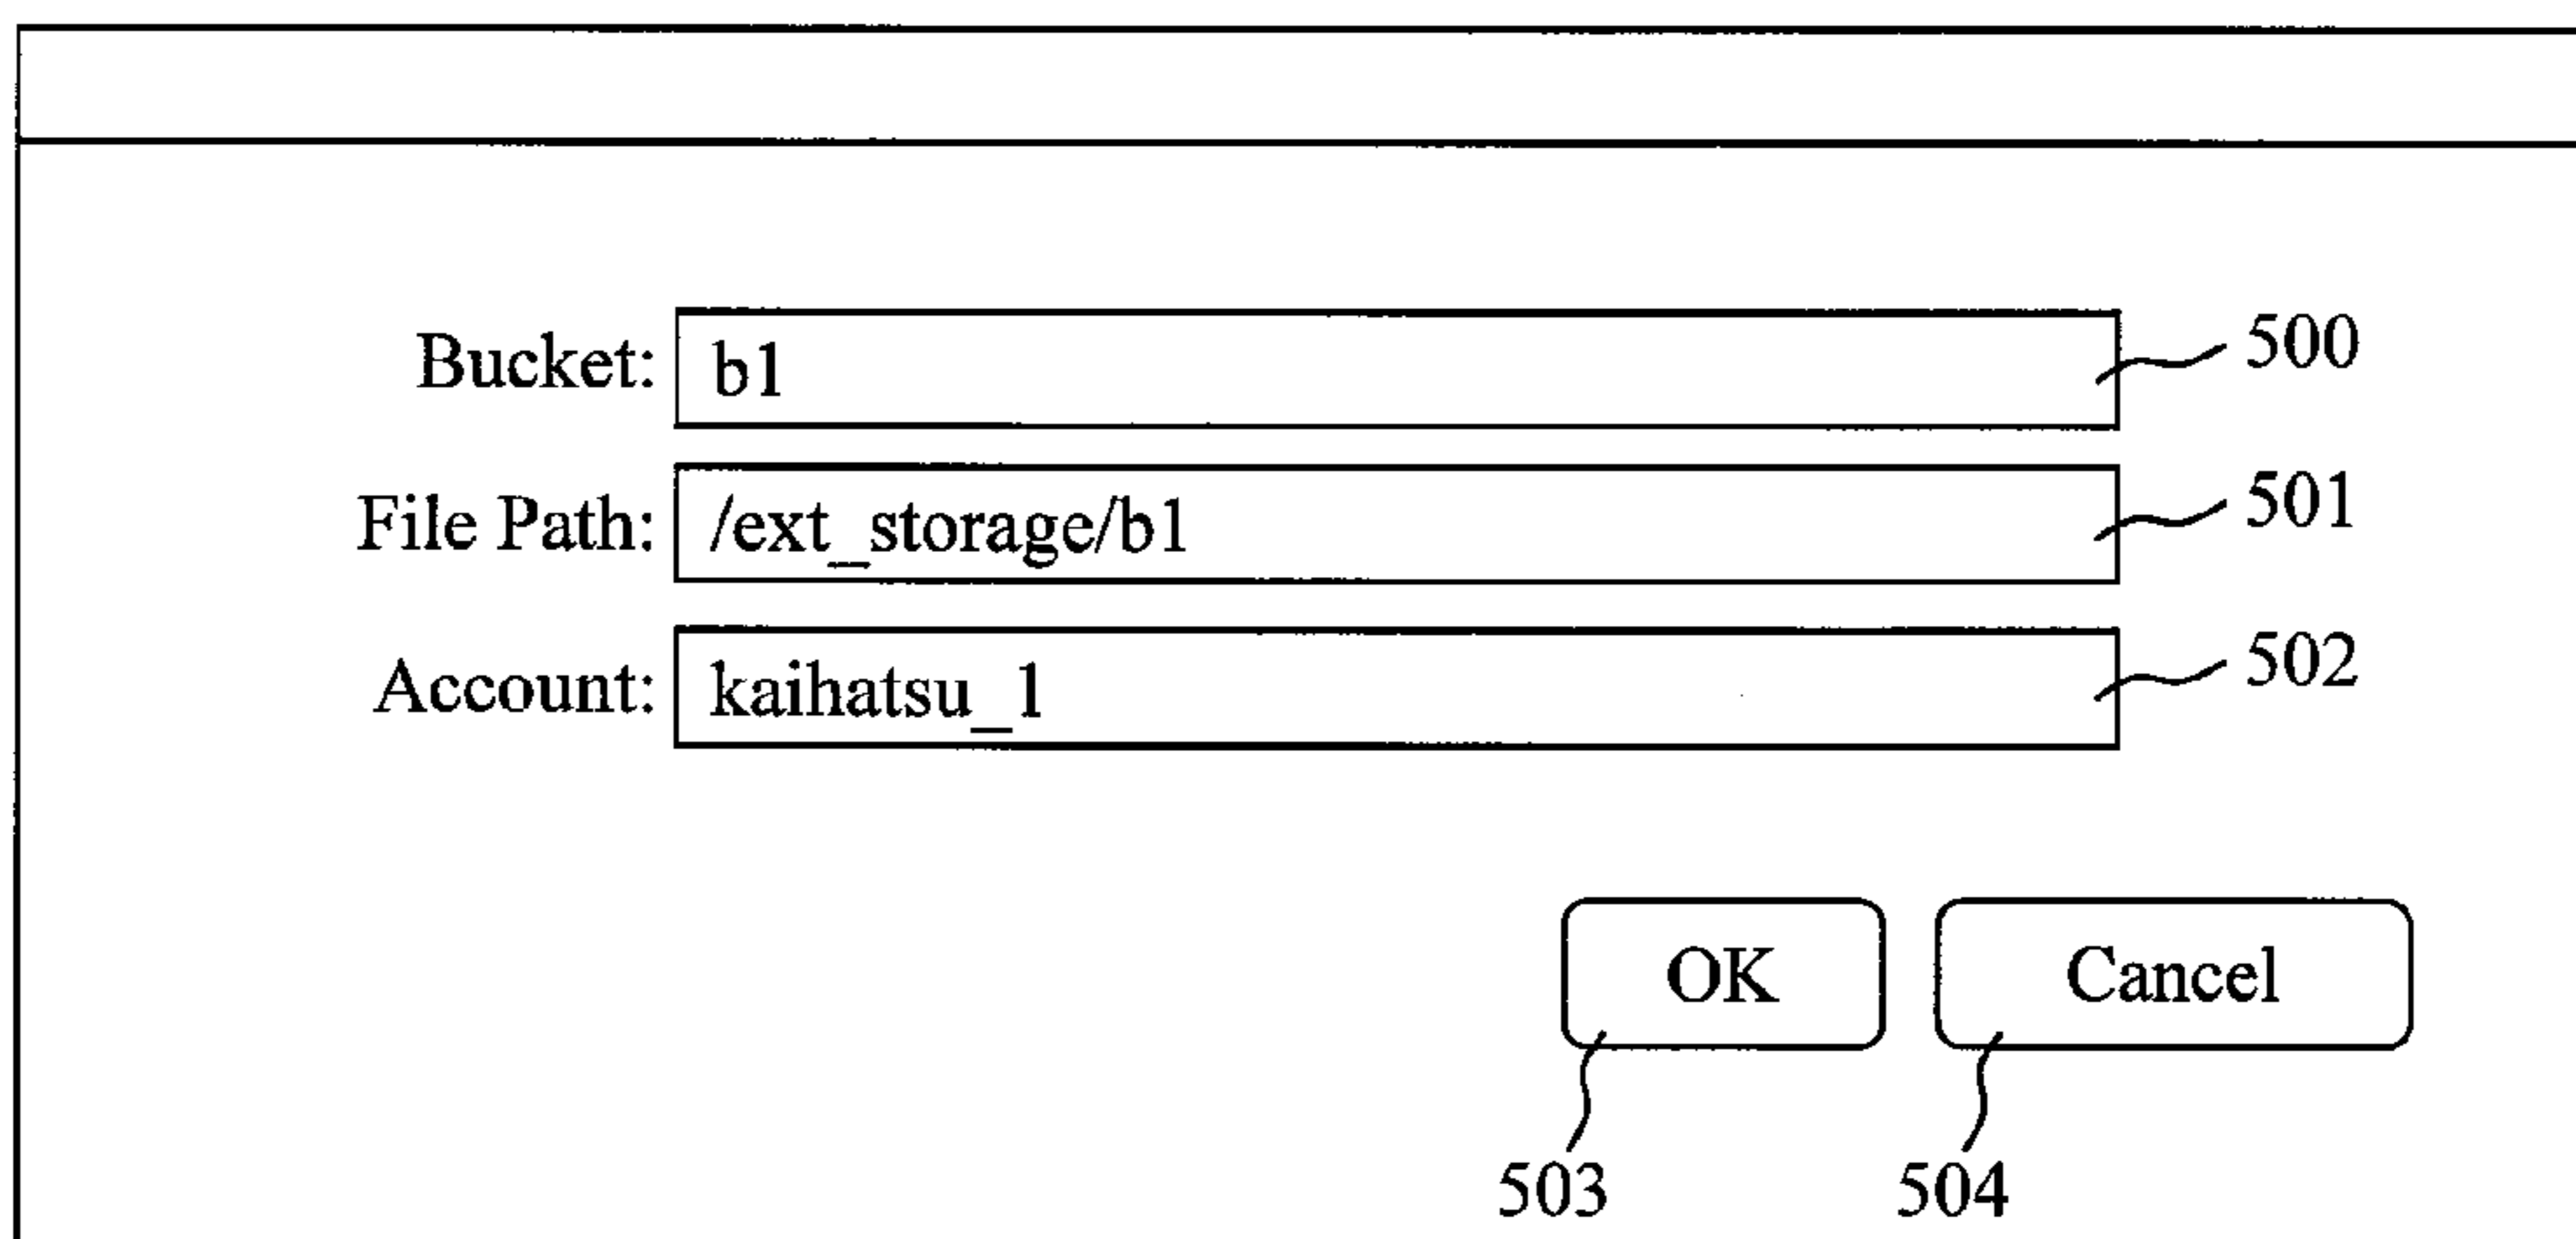 Bucket: b1 500
File Path: /ext_storage/b1 501
Account: kaihatsu_1 502
OK Cancel
503 504